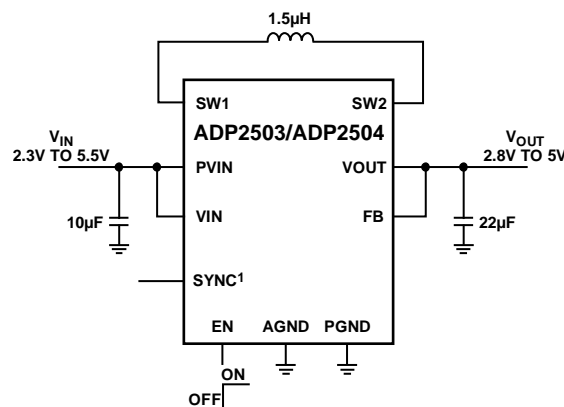 1.5µH
SW1 SW2
ADP2503/ADP2504
VIN
2.3V TO 5.5V
VOUT
2.8V TO 5V
PVIN VOUT
10µF
VIN FB
22µF
SYNC1
EN AGND PGND
ON
OFF